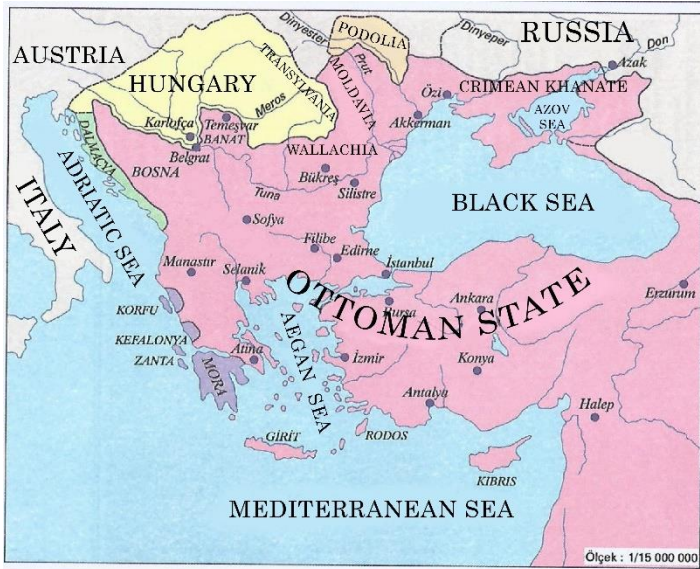 AUSTRIA
HUNGARY
TRANSYLVANIA
Dinyester
PODOLIA
Dinyeper
RUSSIA
Don
Prut
MOLDAVIA
Azak
Özi
CRIMEAN KHANATE
AZOV
SEA
Meros
Karlofça
Temeşvar
BANAT
Akkerman
DALMAÇYA
Belgrat
BOSNA
WALLACHIA
Bükreş
Silistre
Tuna
ITALY
ADRIATIC SEA
BLACK SEA
Sofya
Filibe
Edirne
İstanbul
Manastır
Selanik
OTTOMAN STATE
Bursa
Ankara
Erzurum
KORFU
KEFALONYA
ZANTA
MORA
Atina
AEGAN SEA
İzmir
Konya
Antalya
Halep
GİRİT
RODOS
KIBRIS
MEDITERRANEAN SEA
Ölçek : 1/15 000 000